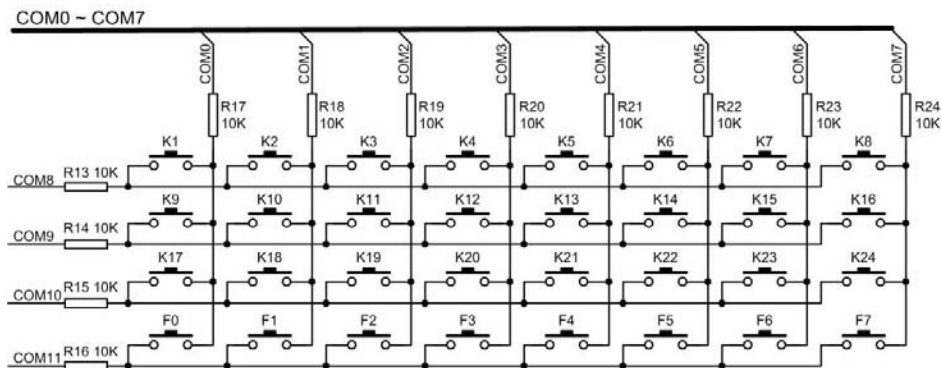 COM0 ~ COM7
COM0 COM1 COM2 COM3 COM4 COM5 COM6 COM7
R17 R18 R19 R20 R21 R22 R23 R24
10K 10K 10K 10K 10K 10K 10K 10K
K1 K2 K3 K4 K5 K6 K7 K8
COM8 R13 10K
K9 K10 K11 K12 K13 K14 K15 K16
COM9 R14 10K
K17 K18 K19 K20 K21 K22 K23 K24
COM10 R15 10K
F0 F1 F2 F3 F4 F5 F6 F7
COM11 R16 10K